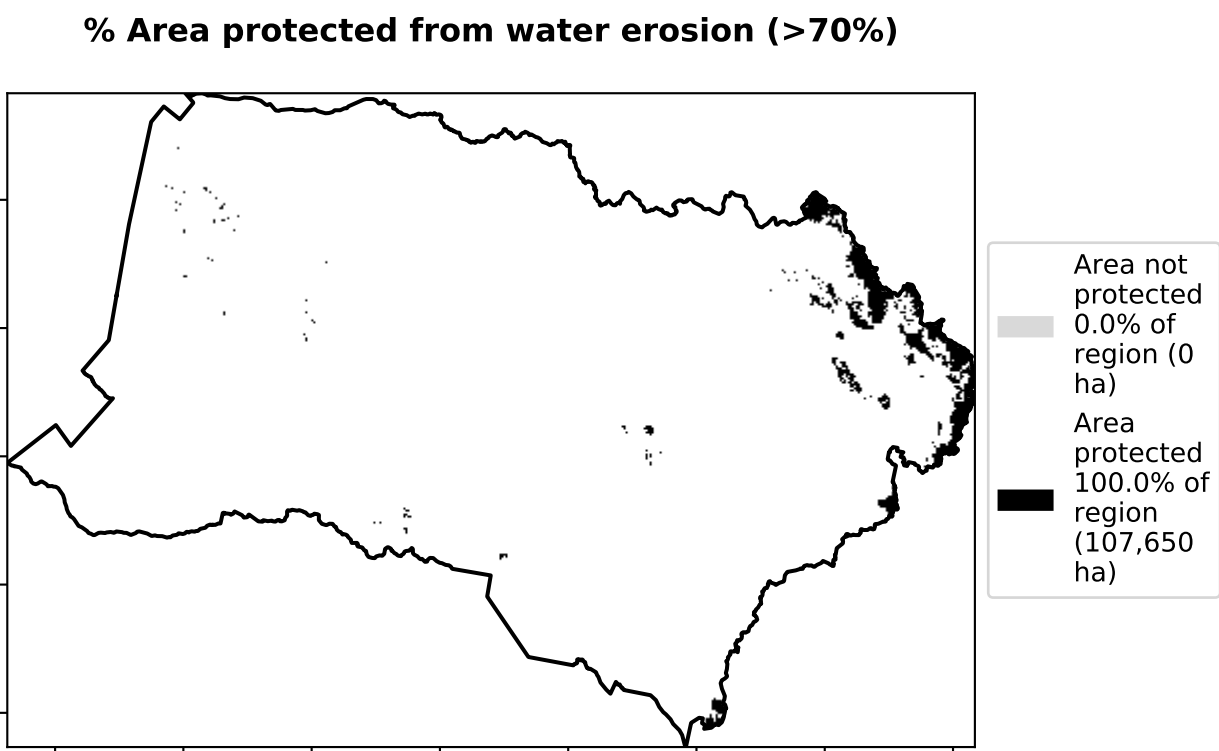 % Area protected from water erosion (>70%)
Area not
protected
0.0% of
region (0
ha)
Area
protected
100.0% of
region
(107,650
ha)